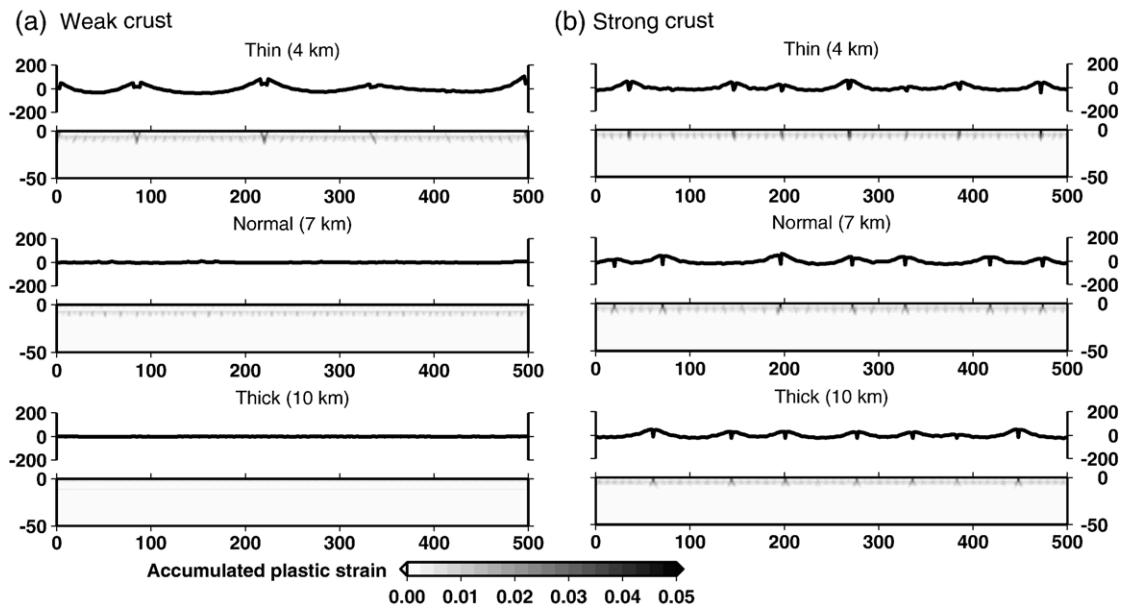 (a) Weak crust
Thin (4 km)
200
0
-200
0
-50
0 100 200 300 400 500
Normal (7 km)
200
0
-200
0
-50
0 100 200 300 400 500
Thick (10 km)
200
0
-200
0
-50
0 100 200 300 400 500
(b) Strong crust
Thin (4 km)
200
0
-200
0
-50
0 100 200 300 400 500
Normal (7 km)
200
0
-200
0
-50
0 100 200 300 400 500
Thick (10 km)
200
0
-200
0
-50
0 100 200 300 400 500
Accumulated plastic strain
0.00 0.01 0.02 0.03 0.04 0.05